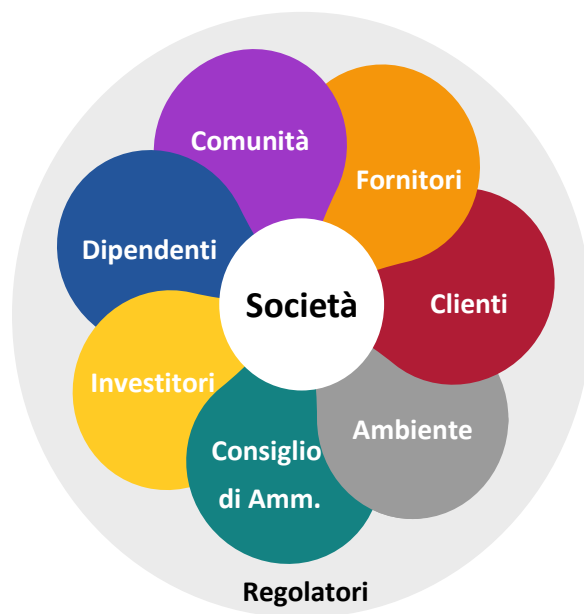 Comunità
Fornitori
Dipendenti
Società
Clienti
Investitori
Ambiente
Consiglio
di Amm.
Regolatori